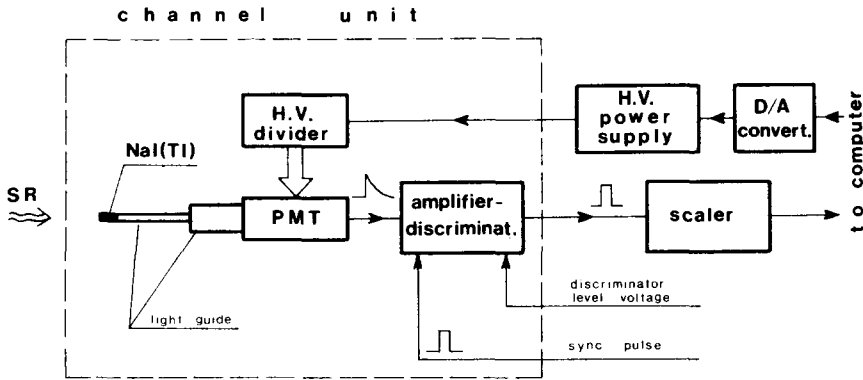 channel unit
H.V.
divider
H.V.
power
supply
D/A
convert.
NaI(Tl)
SR
PMT
amplifier-
discriminat.
scaler
to computer
light guide
discriminator
level voltage
sync pulse